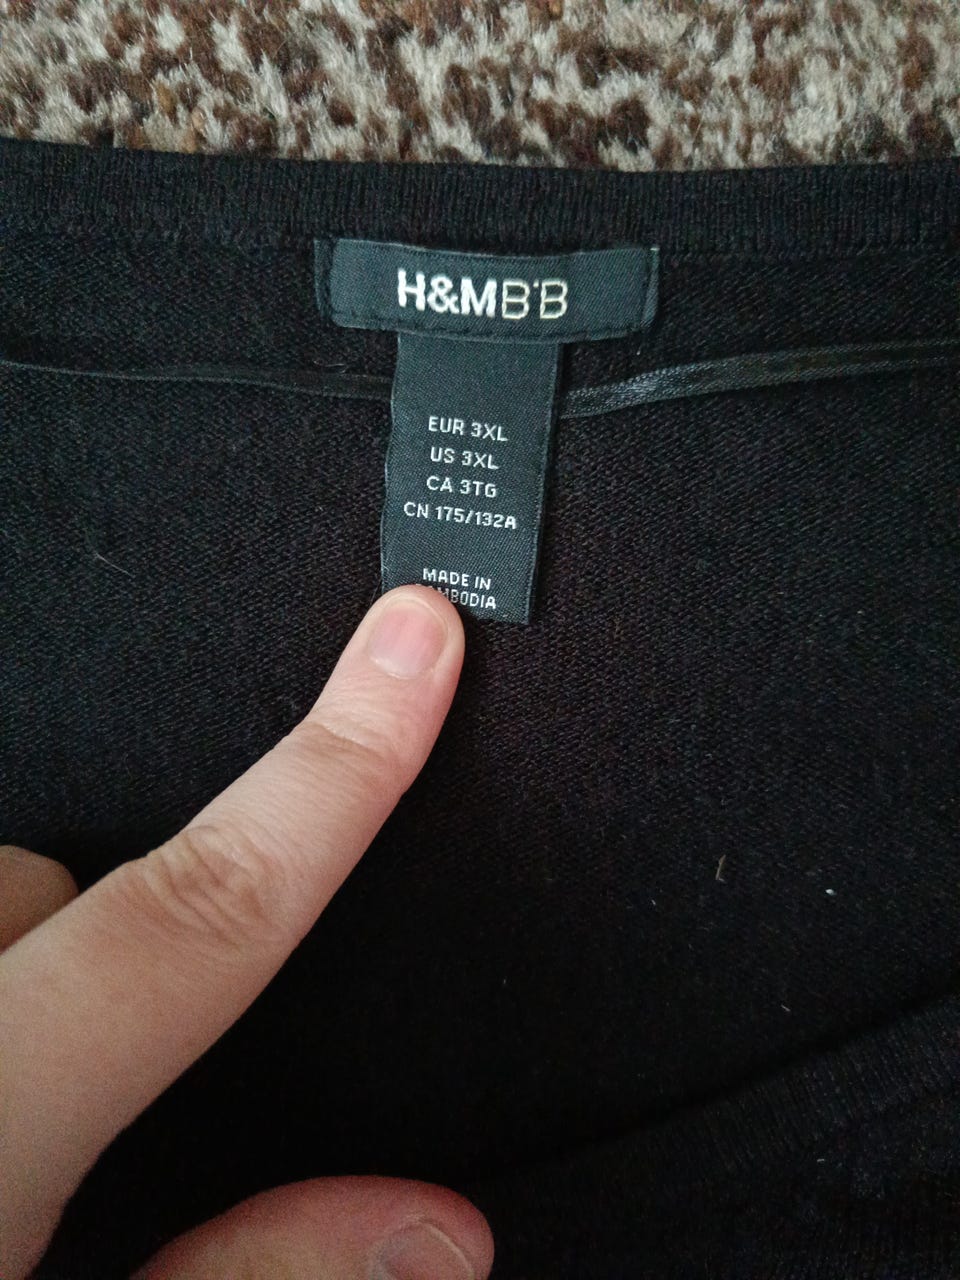 H&MB·B
EUR 3XL
US 3XL
CA 3TG
CN 175/132A
MADE IN